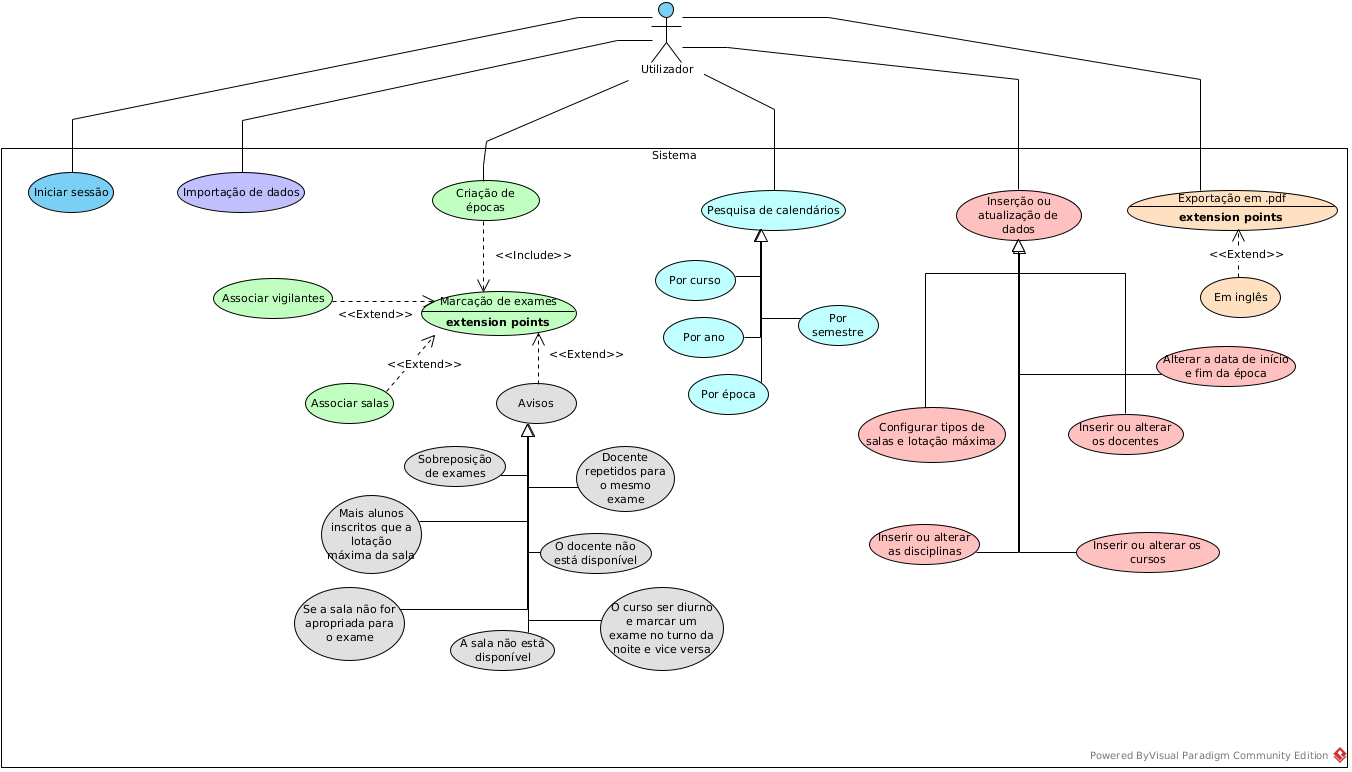 Utilizador
Sistema
Iniciar sessão
Importação de dados
Criação de
épocas
Pesquisa de calendários
Inserção ou
atualização de
dados
Exportação em .pdf
extension points
<<Include>>
<<Extend>>
Em inglês
Associar vigilantes
<<Extend>>
Marcação de exames
extension points
Por curso
Por
semestre
Por ano
Por época
<<Extend>>
<<Extend>>
Associar salas
Avisos
Alterar a data de início
e fim da época
Configurar tipos de
salas e lotação máxima
Inserir ou alterar
os docentes
Sobreposição
de exames
Docente
repetidos para
o mesmo
exame
Mais alunos
inscritos que a
lotação
máxima da sala
O docente não
está disponível
Inserir ou alterar
as disciplinas
Inserir ou alterar os
cursos
Se a sala não for
apropriada para
o exame
A sala não está
disponível
O curso ser diurno
e marcar um
exame no turno da
noite e vice versa
Powered ByVisual Paradigm Community Edition